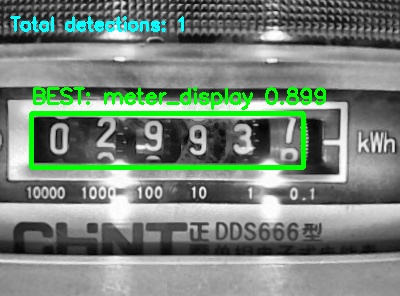 Total detections: 1
BEST: meter_display 0.899
0 2 9 9 3 7
kWh
10000 1000 100 10 1 0.1
CHNT 正 DDS666型